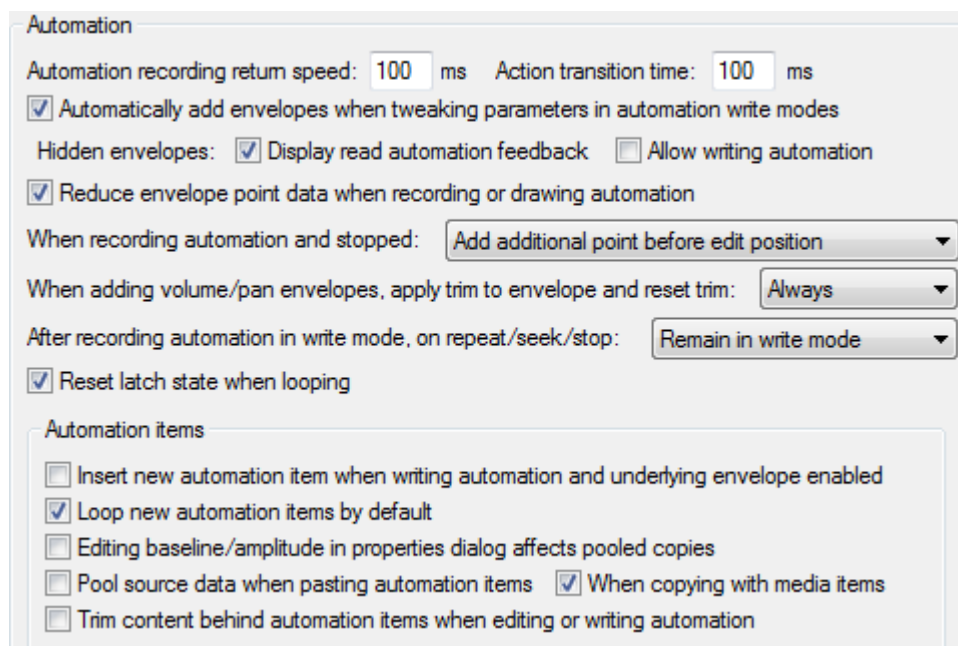 Automation
Automation recording return speed: 100 ms Action transition time: 100 ms
Automatically add envelopes when tweaking parameters in automation write modes
Hidden envelopes: Display read automation feedback Allow writing automation
Reduce envelope point data when recording or drawing automation
When recording automation and stopped: Add additional point before edit position
When adding volume/pan envelopes, apply trim to envelope and reset trim: Always
After recording automation in write mode, on repeat/seek/stop: Remain in write mode
Reset latch state when looping
Automation items
Insert new automation item when writing automation and underlying envelope enabled
Loop new automation items by default
Editing baseline/amplitude in properties dialog affects pooled copies
Pool source data when pasting automation items When copying with media items
Trim content behind automation items when editing or writing automation